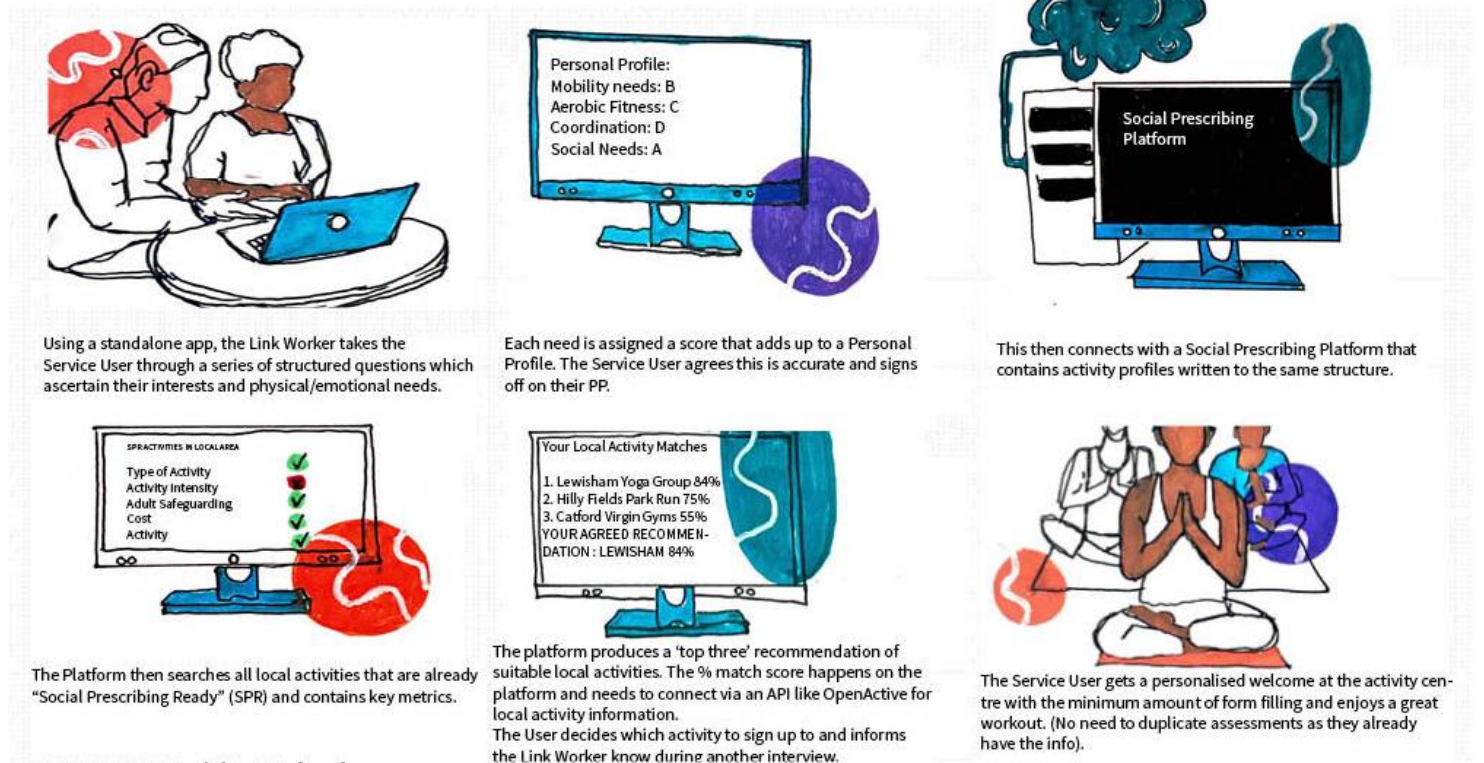 Personal Profile:
Mobility needs: B
Aerobic Fitness: C
Coordination: D
Social Needs: A
Social Prescribing
Platform
Using a standalone app, the Link Worker takes the
Service User through a series of structured questions which
ascertain their interests and physical/emotional needs.
Each need is assigned a score that adds up to a Personal
Profile. The Service User agrees this is accurate and signs
off on their PP.
This then connects with a Social Prescribing Platform that
contains activity profiles written to the same structure.
SPR ACTIVITIES IN LOCAL AREA
Type of Activity
Activity Intensity
Adult Safeguarding
Cost
Activity
Your Local Activity Matches
1. Lewisham Yoga Group 84%
2. Hilly Fields Park Run 75%
3. Catford Virgin Gyms 55%
YOUR AGREED RECOMMEN-
DATION : LEWISHAM 84%
The Platform then searches all local activities that are already
“Social Prescribing Ready” (SPR) and contains key metrics.
The platform produces a ‘top three’ recommendation of
suitable local activities. The % match score happens on the
platform and needs to connect via an API like OpenActive for
local activity information.
The User decides which activity to sign up to and informs
the Link Worker know during another interview.
The Service User gets a personalised welcome at the activity cen-
tre with the minimum amount of form filling and enjoys a great
workout. (No need to duplicate assessments as they already
have the info).